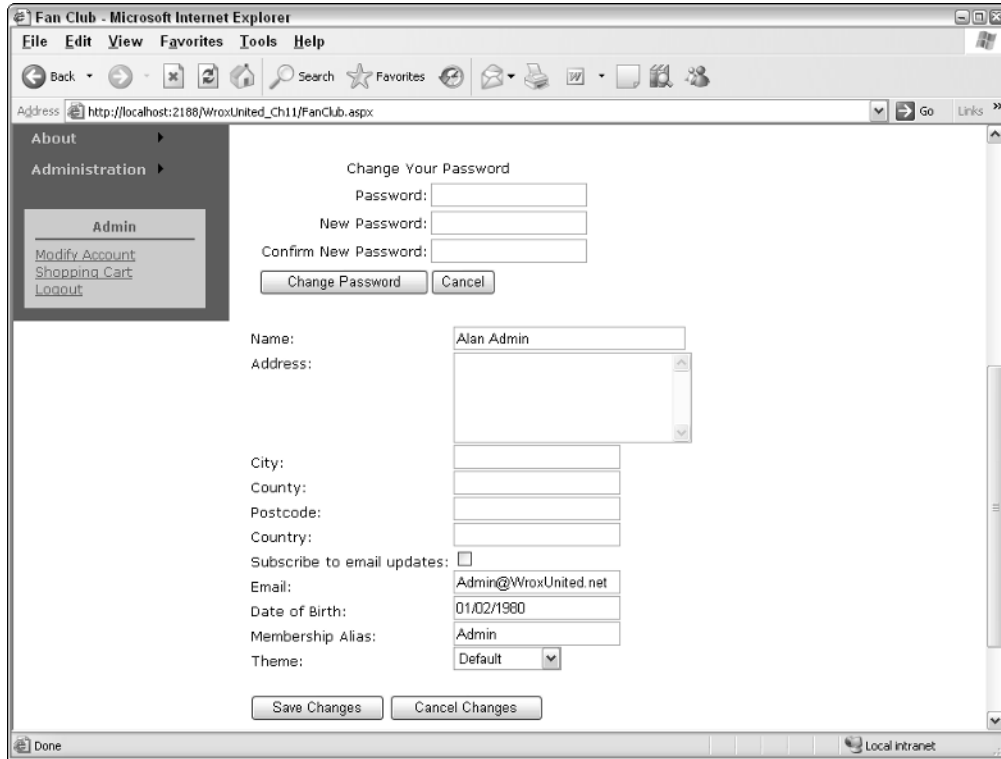 Fan Club - Microsoft Internet Explorer
File Edit View Favorites Tools Help
Back Search Favorites
Address http://localhost:2188/WroxUnited_Ch11/FanClub.aspx Go Links »
About
Administration
Admin
Modify Account
Shopping Cart
Logout
Change Your Password
Password:
New Password:
Confirm New Password:
Change Password Cancel
Name: Alan Admin
Address:
City:
County:
Postcode:
Country:
Subscribe to email updates:
Email: Admin@WroxUnited.net
Date of Birth: 01/02/1980
Membership Alias: Admin
Theme: Default
Save Changes Cancel Changes
Done Local intranet